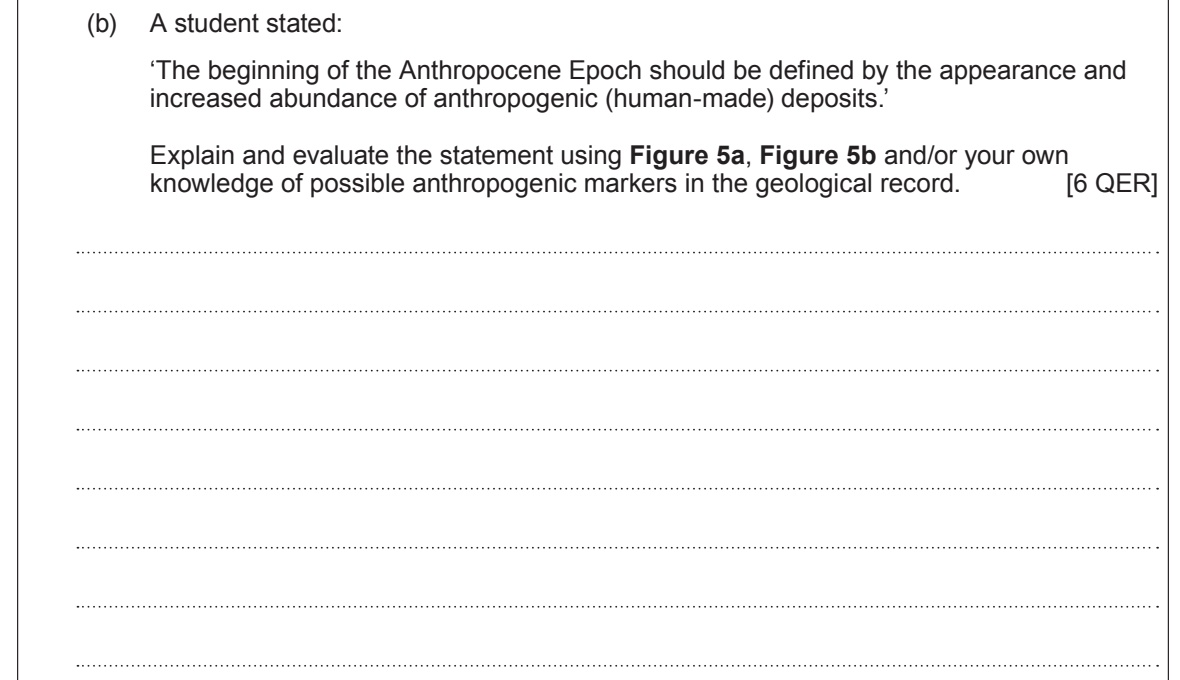 (b) A student stated:
‘The beginning of the Anthropocene Epoch should be defined by the appearance and
increased abundance of anthropogenic (human-made) deposits.’
Explain and evaluate the statement using Figure 5a, Figure 5b and/or your own
knowledge of possible anthropogenic markers in the geological record. [6 QER]